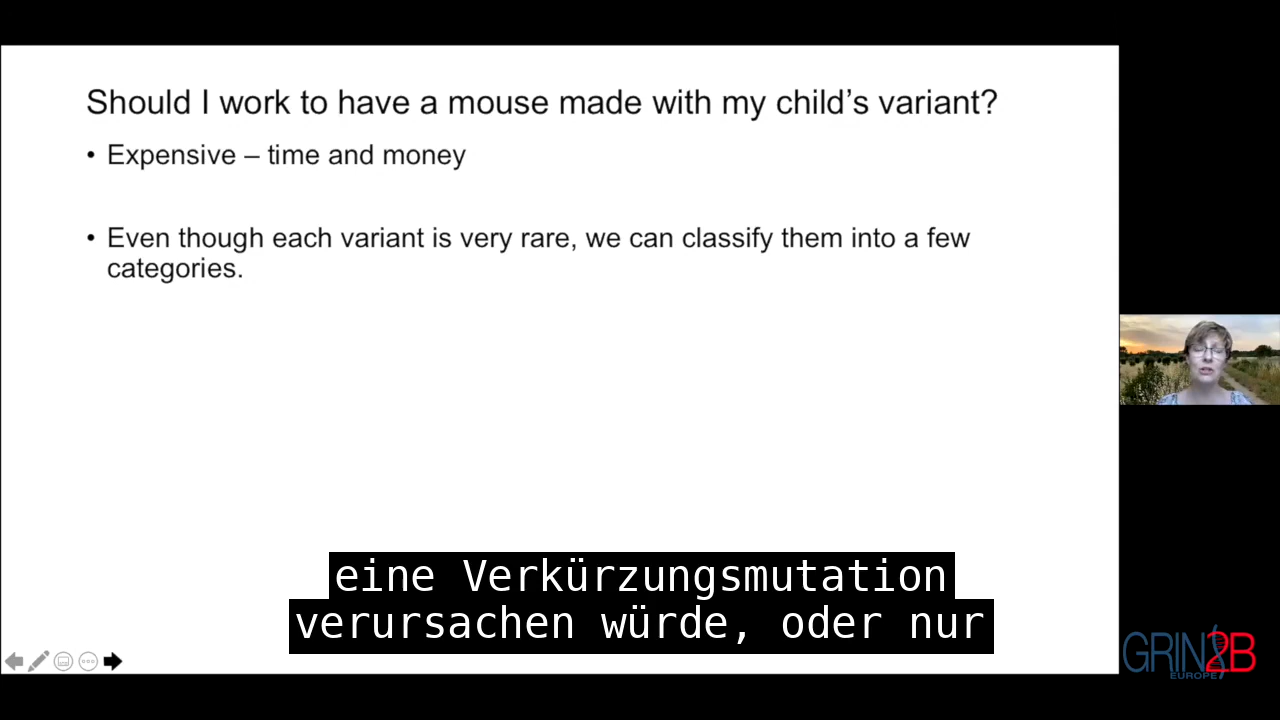 Should I work to have a mouse made with my child's variant?
• Expensive – time and money
• Even though each variant is very rare, we can classify them into a few
categories.
eine Verkürzungsmutation
verursachen würde, oder nur
GRIN2B
EUROPE